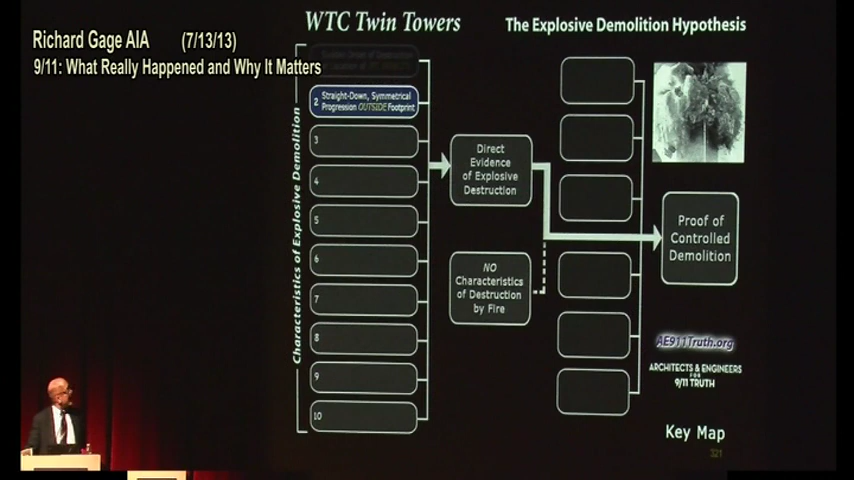 WTC Twin Towers
The Explosive Demolition Hypothesis
Richard Gage AIA (7/13/13)
9/11: What Really Happened and Why It Matters
Characteristics of Explosive Demolition
2 Straight-Down, Symmetrical
Progression OUTSIDE Footprint
3
4
5
6
7
8
9
10
Direct
Evidence
of Explosive
Destruction
NO
Characteristics
of Destruction
by Fire
Proof of
Controlled
Demolition
AE911Truth.org
ARCHITECTS & ENGINEERS
FOR
9/11 TRUTH
Key Map
321